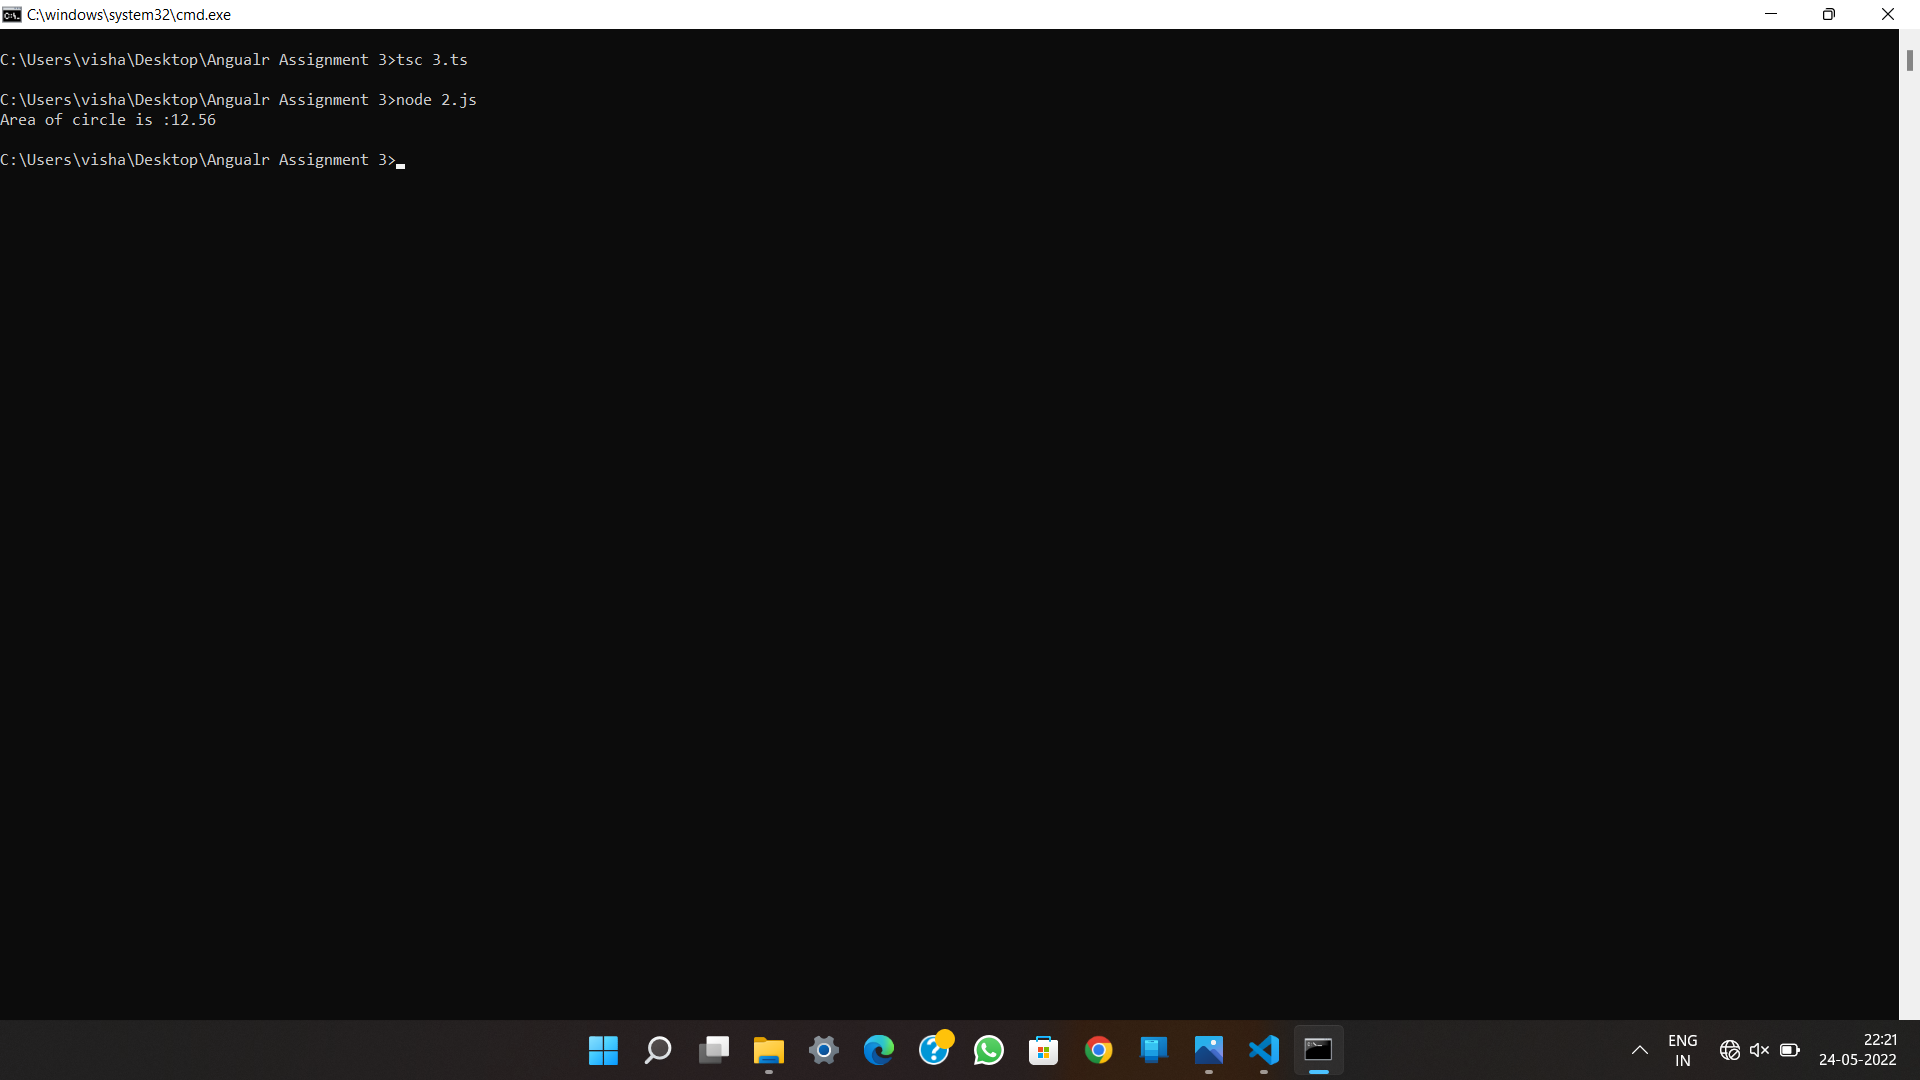 C:\windows\system32\cmd.exe
C:\Users\visha\Desktop\Angualr Assignment 3>tsc 3.ts
C:\Users\visha\Desktop\Angualr Assignment 3>node 2.js
Area of circle is :12.56
C:\Users\visha\Desktop\Angualr Assignment 3>
ENG
IN
22:21
24-05-2022